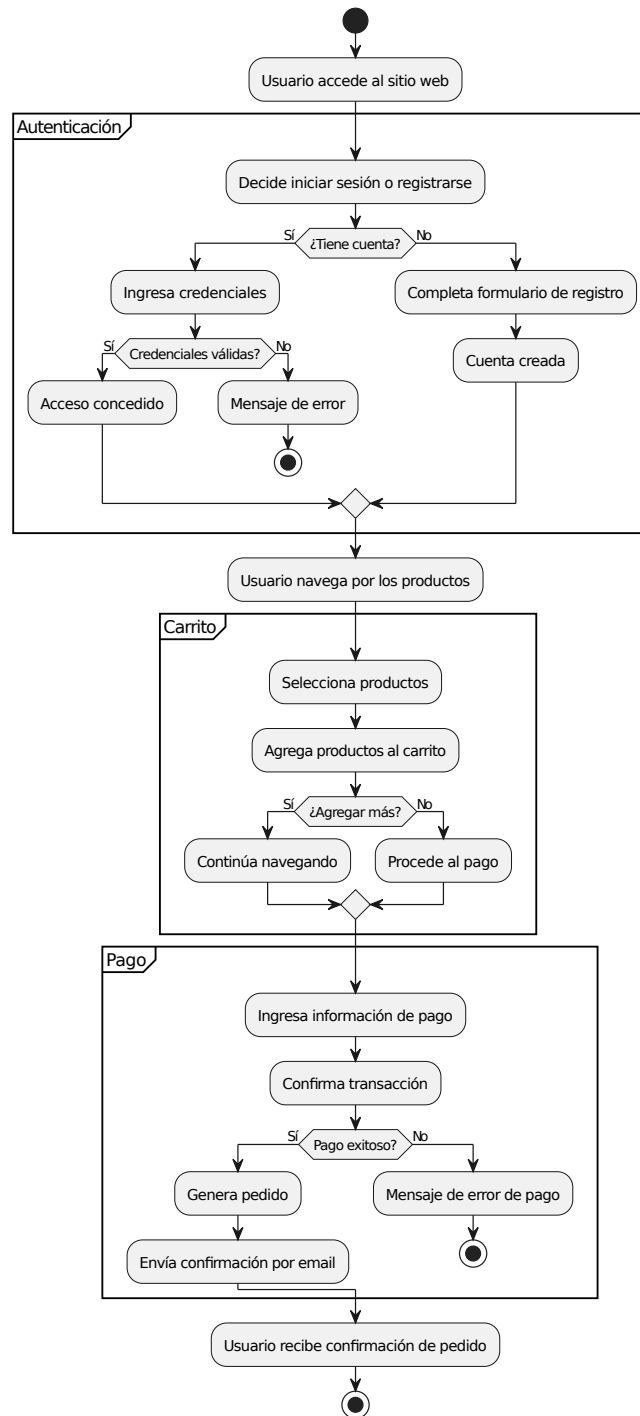 Usuario accede al sitio web
Autenticación
Decide iniciar sesión o registrarse
¿Tiene cuenta?
Sí
No
Ingresa credenciales
Completa formulario de registro
Credenciales válidas?
Sí
No
Cuenta creada
Acceso concedido
Mensaje de error
Usuario navega por los productos
Carrito
Selecciona productos
Agrega productos al carrito
¿Agregar más?
Sí
No
Continúa navegando
Procede al pago
Pago
Ingresa información de pago
Confirma transacción
Pago exitoso?
Sí
No
Genera pedido
Mensaje de error de pago
Envía confirmación por email
Usuario recibe confirmación de pedido